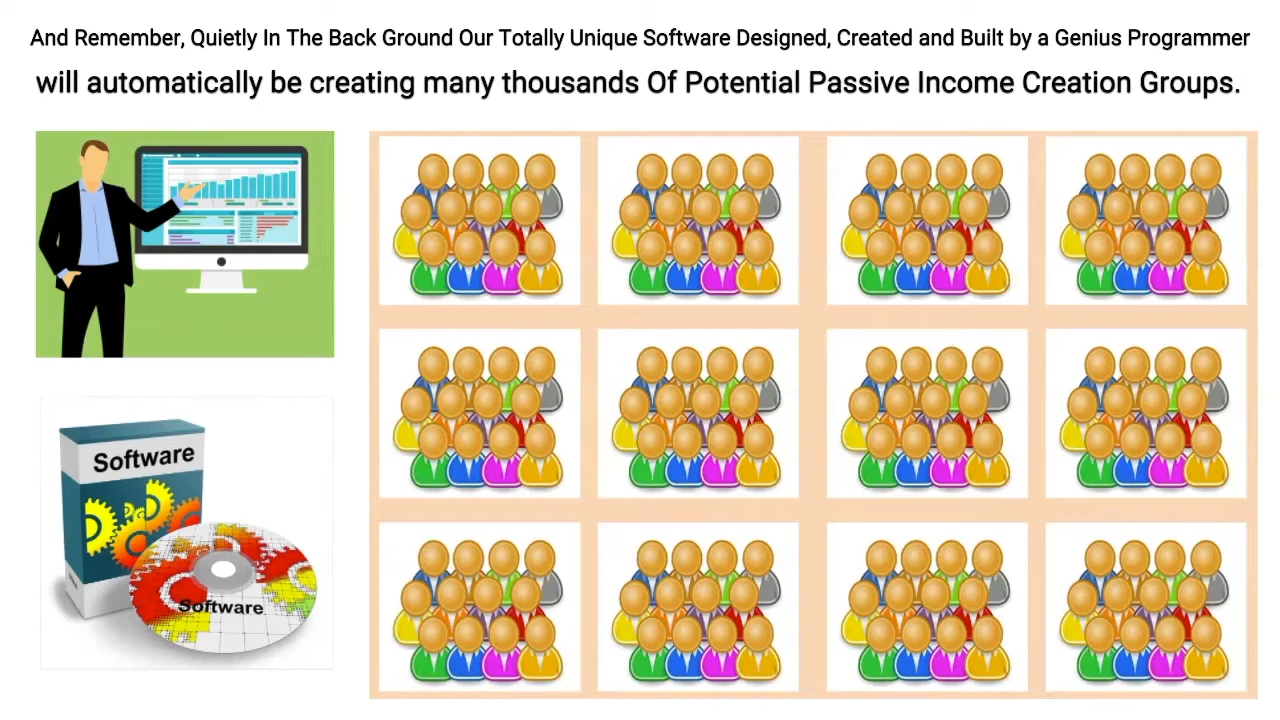 And Remember, Quietly In The Back Ground Our Totally Unique Software Designed, Created and Built by a Genius Programmer
will automatically be creating many thousands Of Potential Passive Income Creation Groups.
Software
Software